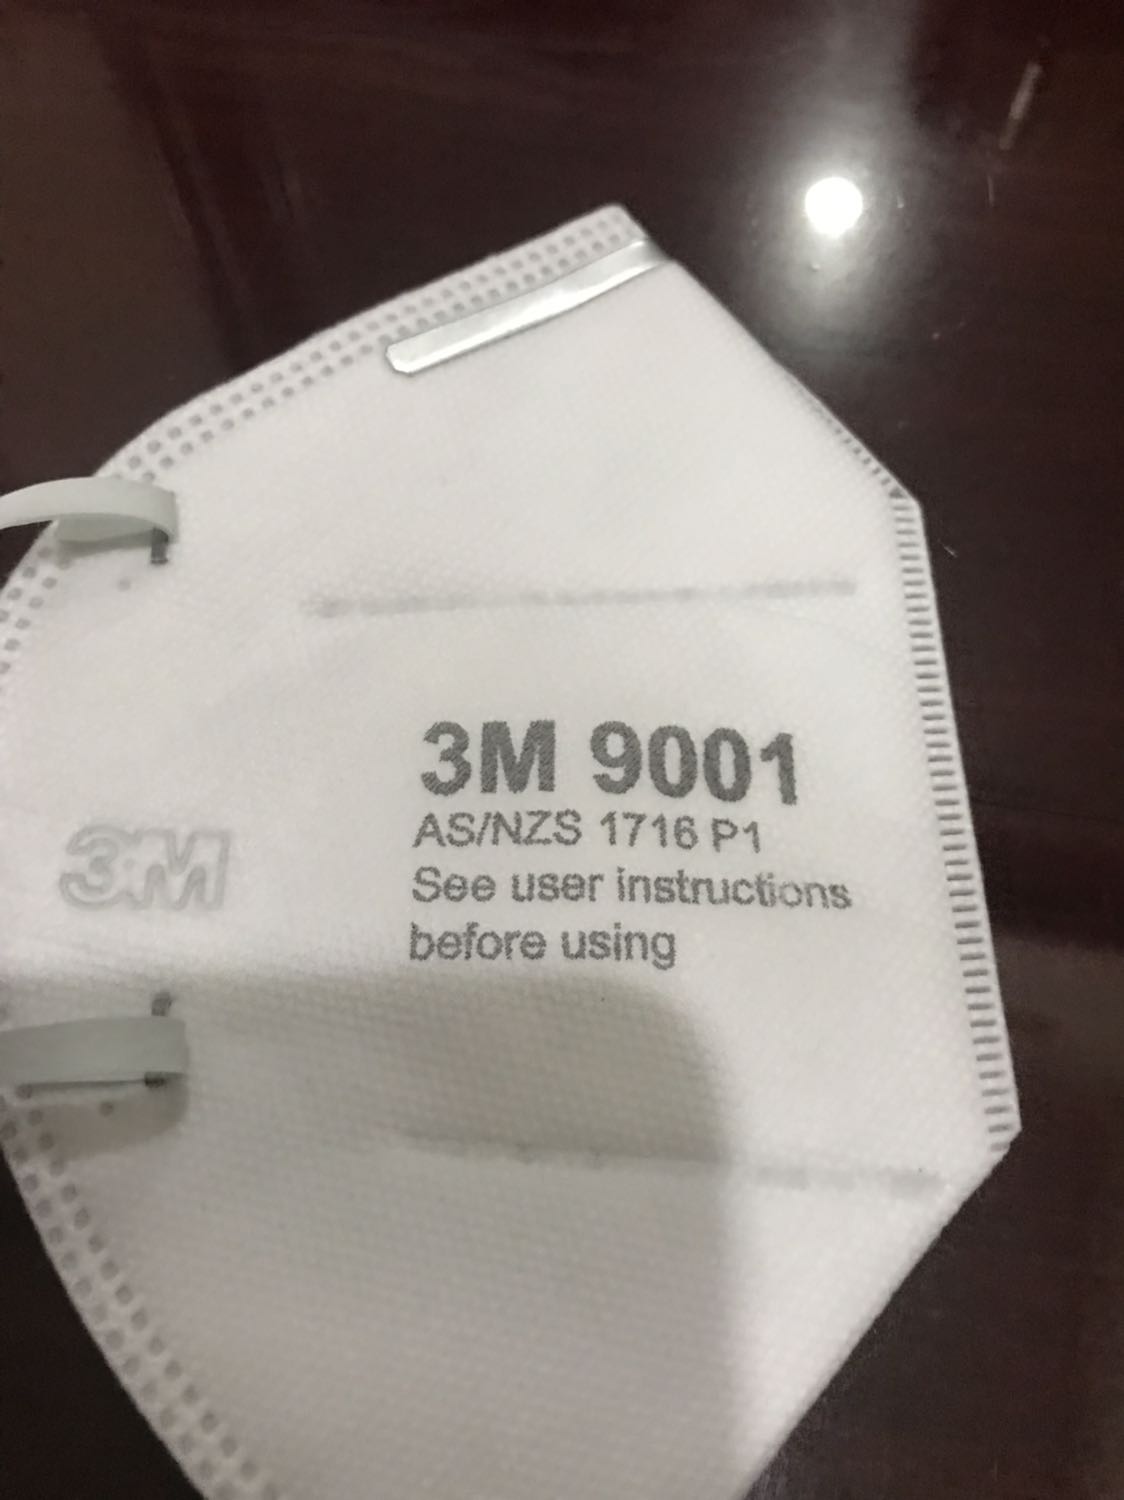 3M 9001
AS/NZS 1716 P1
See user instructions
before using
3M